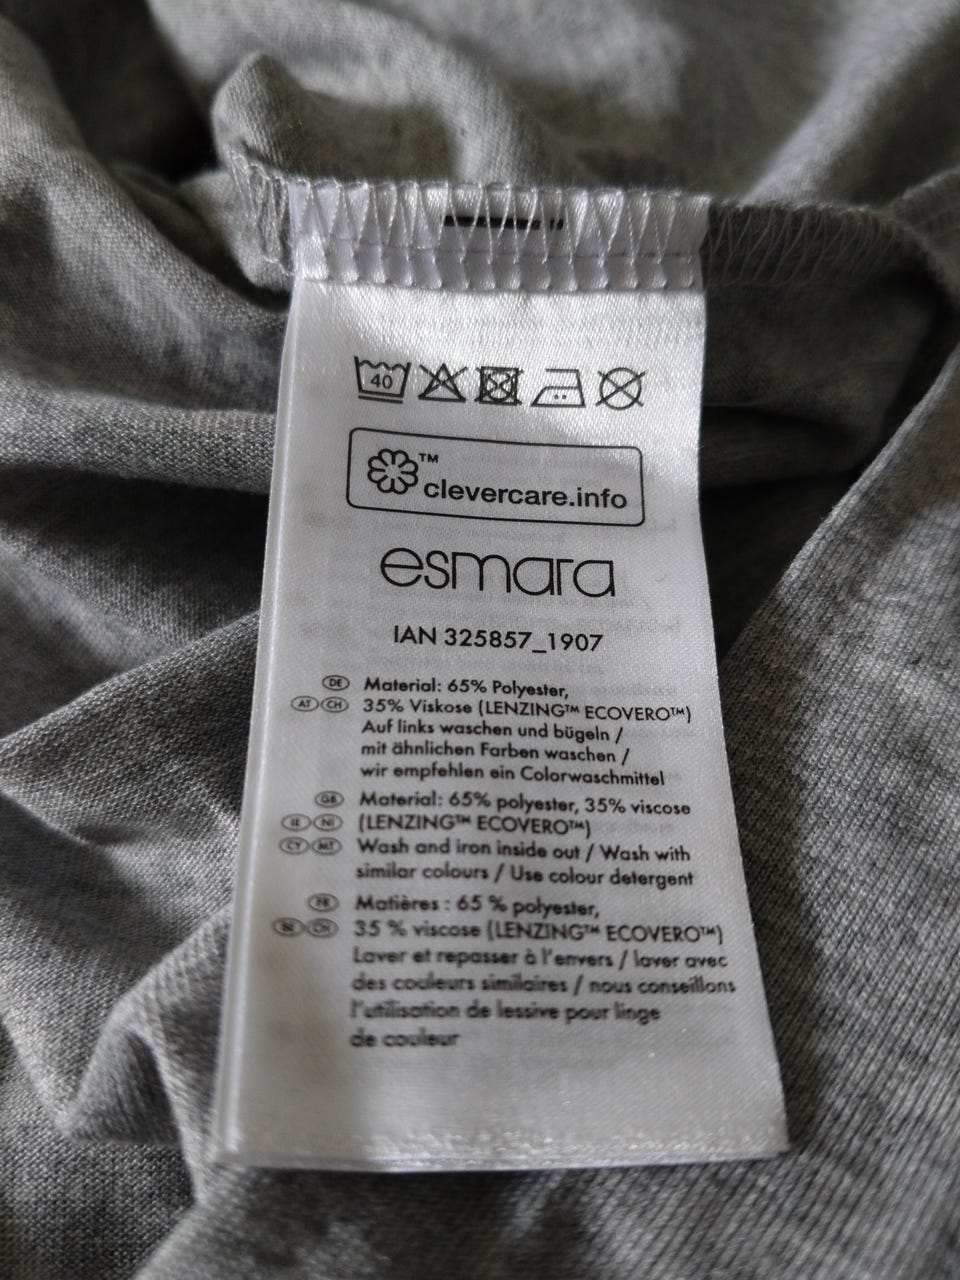 40
™
clevercare.info
esmara
IAN 325857_1907
DE Material: 65% Polyester,
AT CH 35% Viskose (LENZING™ ECOVERO™)
Auf links waschen und bügeln /
mit ähnlichen Farben waschen /
wir empfehlen ein Colorwaschmittel
GB Material: 65% polyester, 35% viscose
IE NI (LENZING™ ECOVERO™)
CY MT Wash and iron inside out / Wash with
similar colours / Use colour detergent
FR Matières : 65 % polyester,
BE CH 35 % viscose (LENZING™ ECOVERO™)
Laver et repasser à l'envers / laver avec
des couleurs similaires / nous conseillons
l'utilisation de lessive pour linge
de couleur